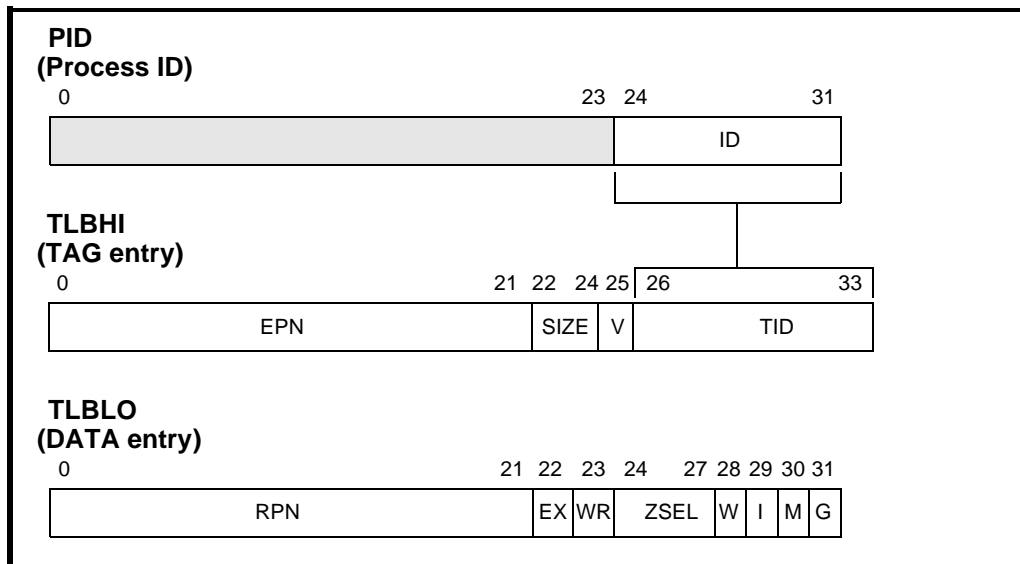 PID
(Process ID)
0 23 24 31
ID
TLBHI
(TAG entry)
0 21 22 24 25 26 33
EPN SIZE V TID
TLBLO
(DATA entry)
0 21 22 23 24 27 28 29 30 31
RPN EX WR ZSEL W I M G